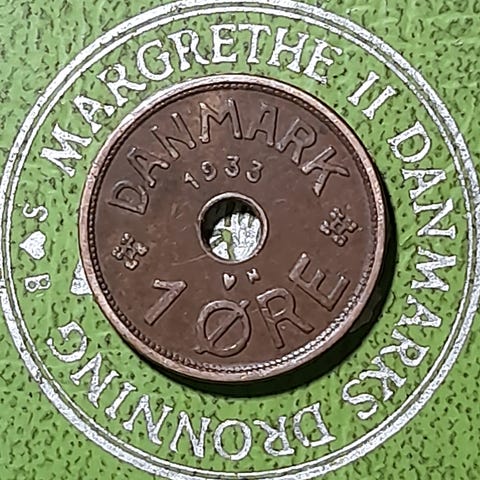 MARGRETHE II DANMARKS DRONNING
DANMARK
1933
N
1 ØRE